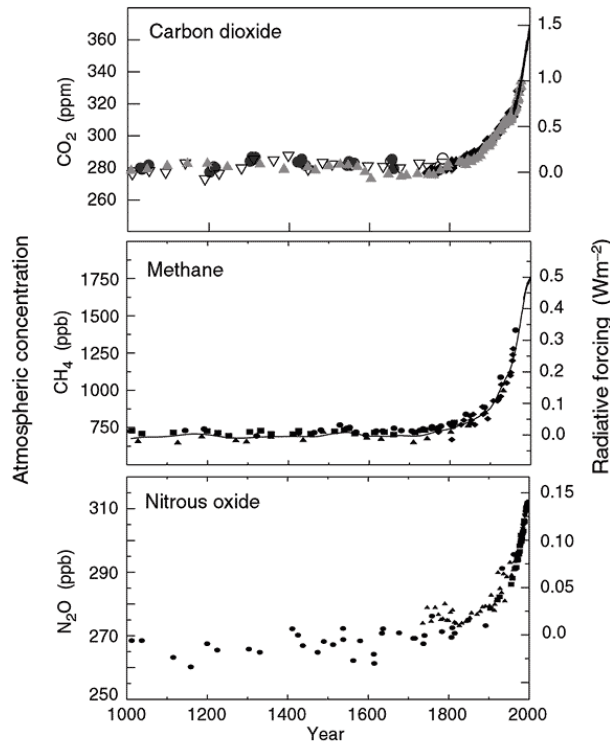 Carbon dioxide
360
340
320
300
280
260
CO₂ (ppm)
1.5
1.0
0.5
0.0
Methane
1750
1500
1250
1000
750
CH₄ (ppb)
0.5
0.4
0.3
0.2
0.1
0.0
Nitrous oxide
310
290
270
250
N₂O (ppb)
0.15
0.10
0.05
0.0
Atmospheric concentration
Radiative forcing (Wm⁻²)
1000 1200 1400 1600 1800 2000
Year